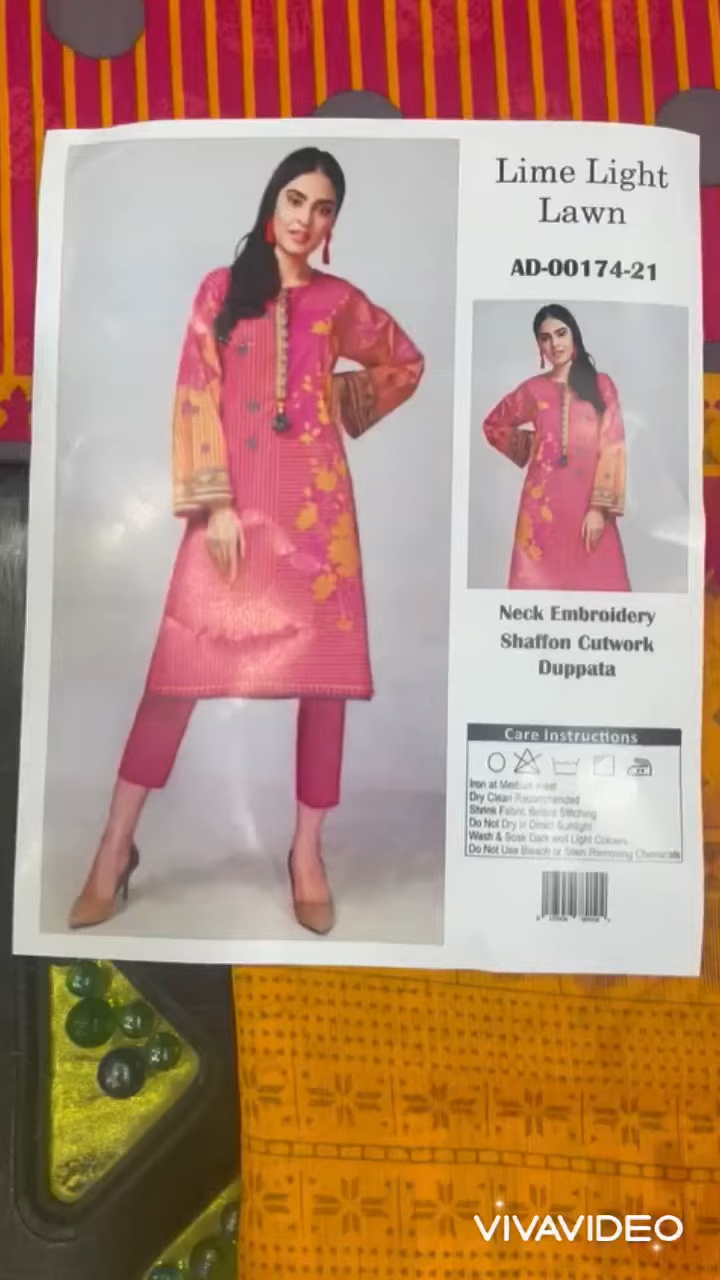 Lime Light
Lawn
AD-00174-21
Neck Embroidery
Shaffon Cutwork
Duppata
Care Instructions
Iron at Medium Heat
Dry Clean Recommended
Shrink Fabric Before Stitching
Do Not Dry in Direct Sunlight
Wash & Soak Dark and Light Colours
Do Not Use Bleach or Stain Removing Chemicals
VIVAVIDEO